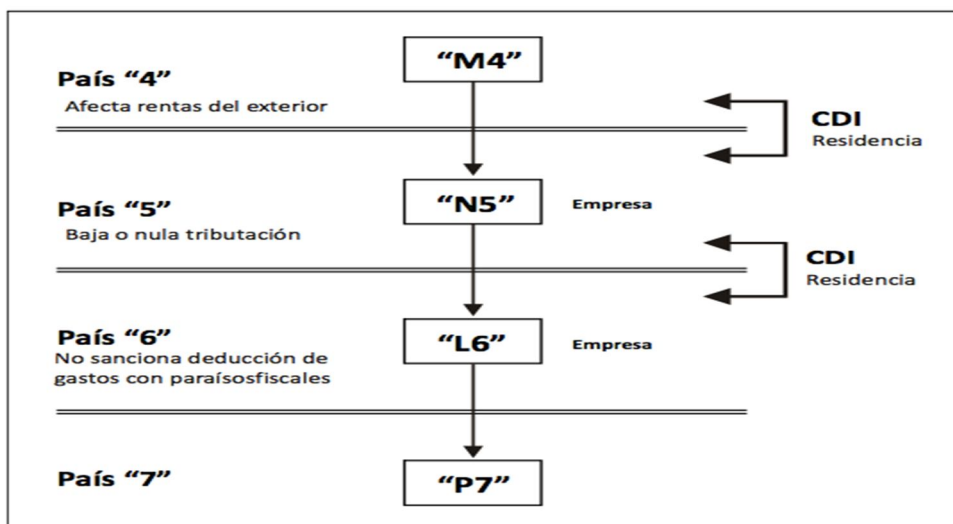 “M4”
País “4”
Afecta rentas del exterior
CDI
Residencia
“N5”
Empresa
País “5”
Baja o nula tributación
CDI
Residencia
“L6”
Empresa
País “6”
No sanciona deducción de
gastos con paraísosfiscales
País “7”
“P7”